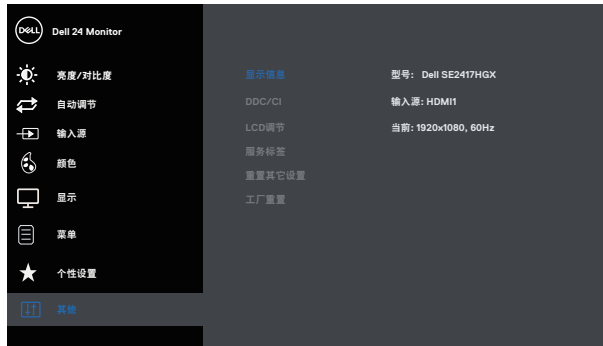 DELL Dell 24 Monitor
亮度/对比度
自动调节
输入源
颜色
显示
菜单
个性设置
其他
显示信息 型号: Dell SE2417HGX
DDC/CI 输入源: HDMI1
LCD调节 当前: 1920x1080, 60Hz
服务标签
重置其它设置
工厂重置